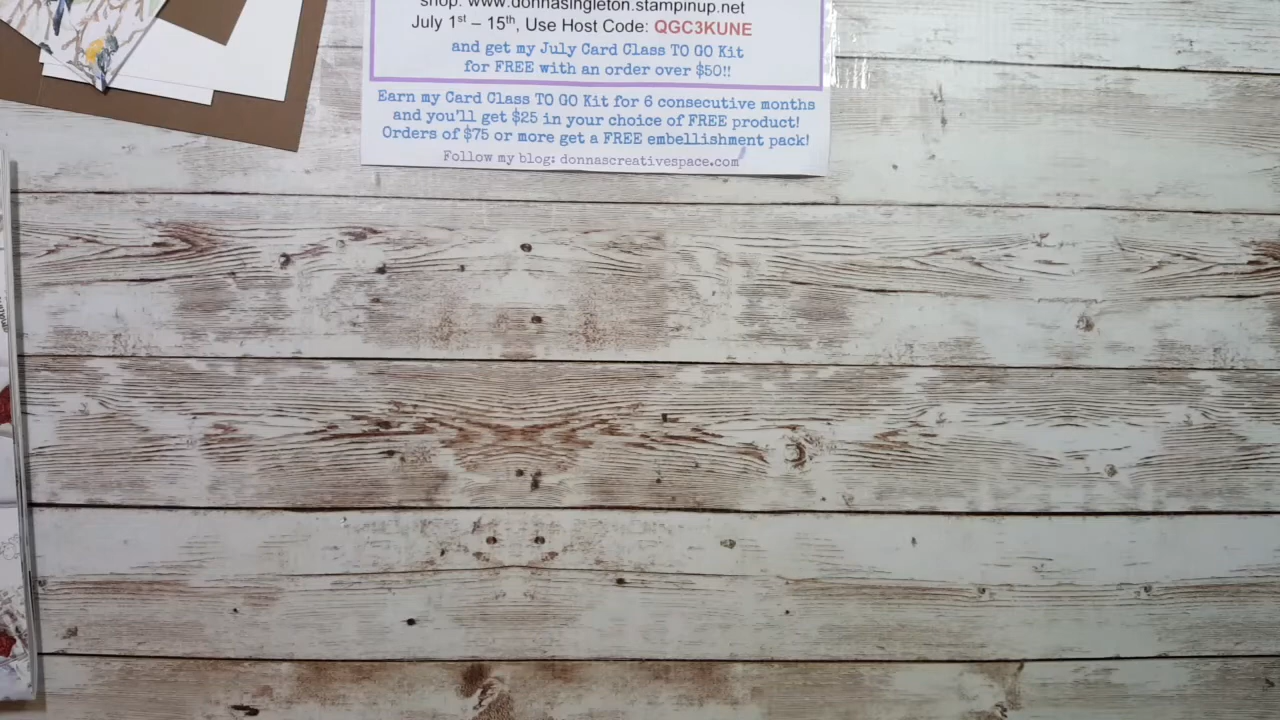 shop: www.donnasingleton.stampinup.net
July 1st – 15th, Use Host Code: QGC3KUNE
and get my July Card Class TO GO Kit
for FREE with an order over $50!!
Earn my Card Class TO GO Kit for 6 consecutive months
and you'll get $25 in your choice of FREE product!
Orders of $75 or more get a FREE embellishment pack!
Follow my blog: donnascreativespace.com